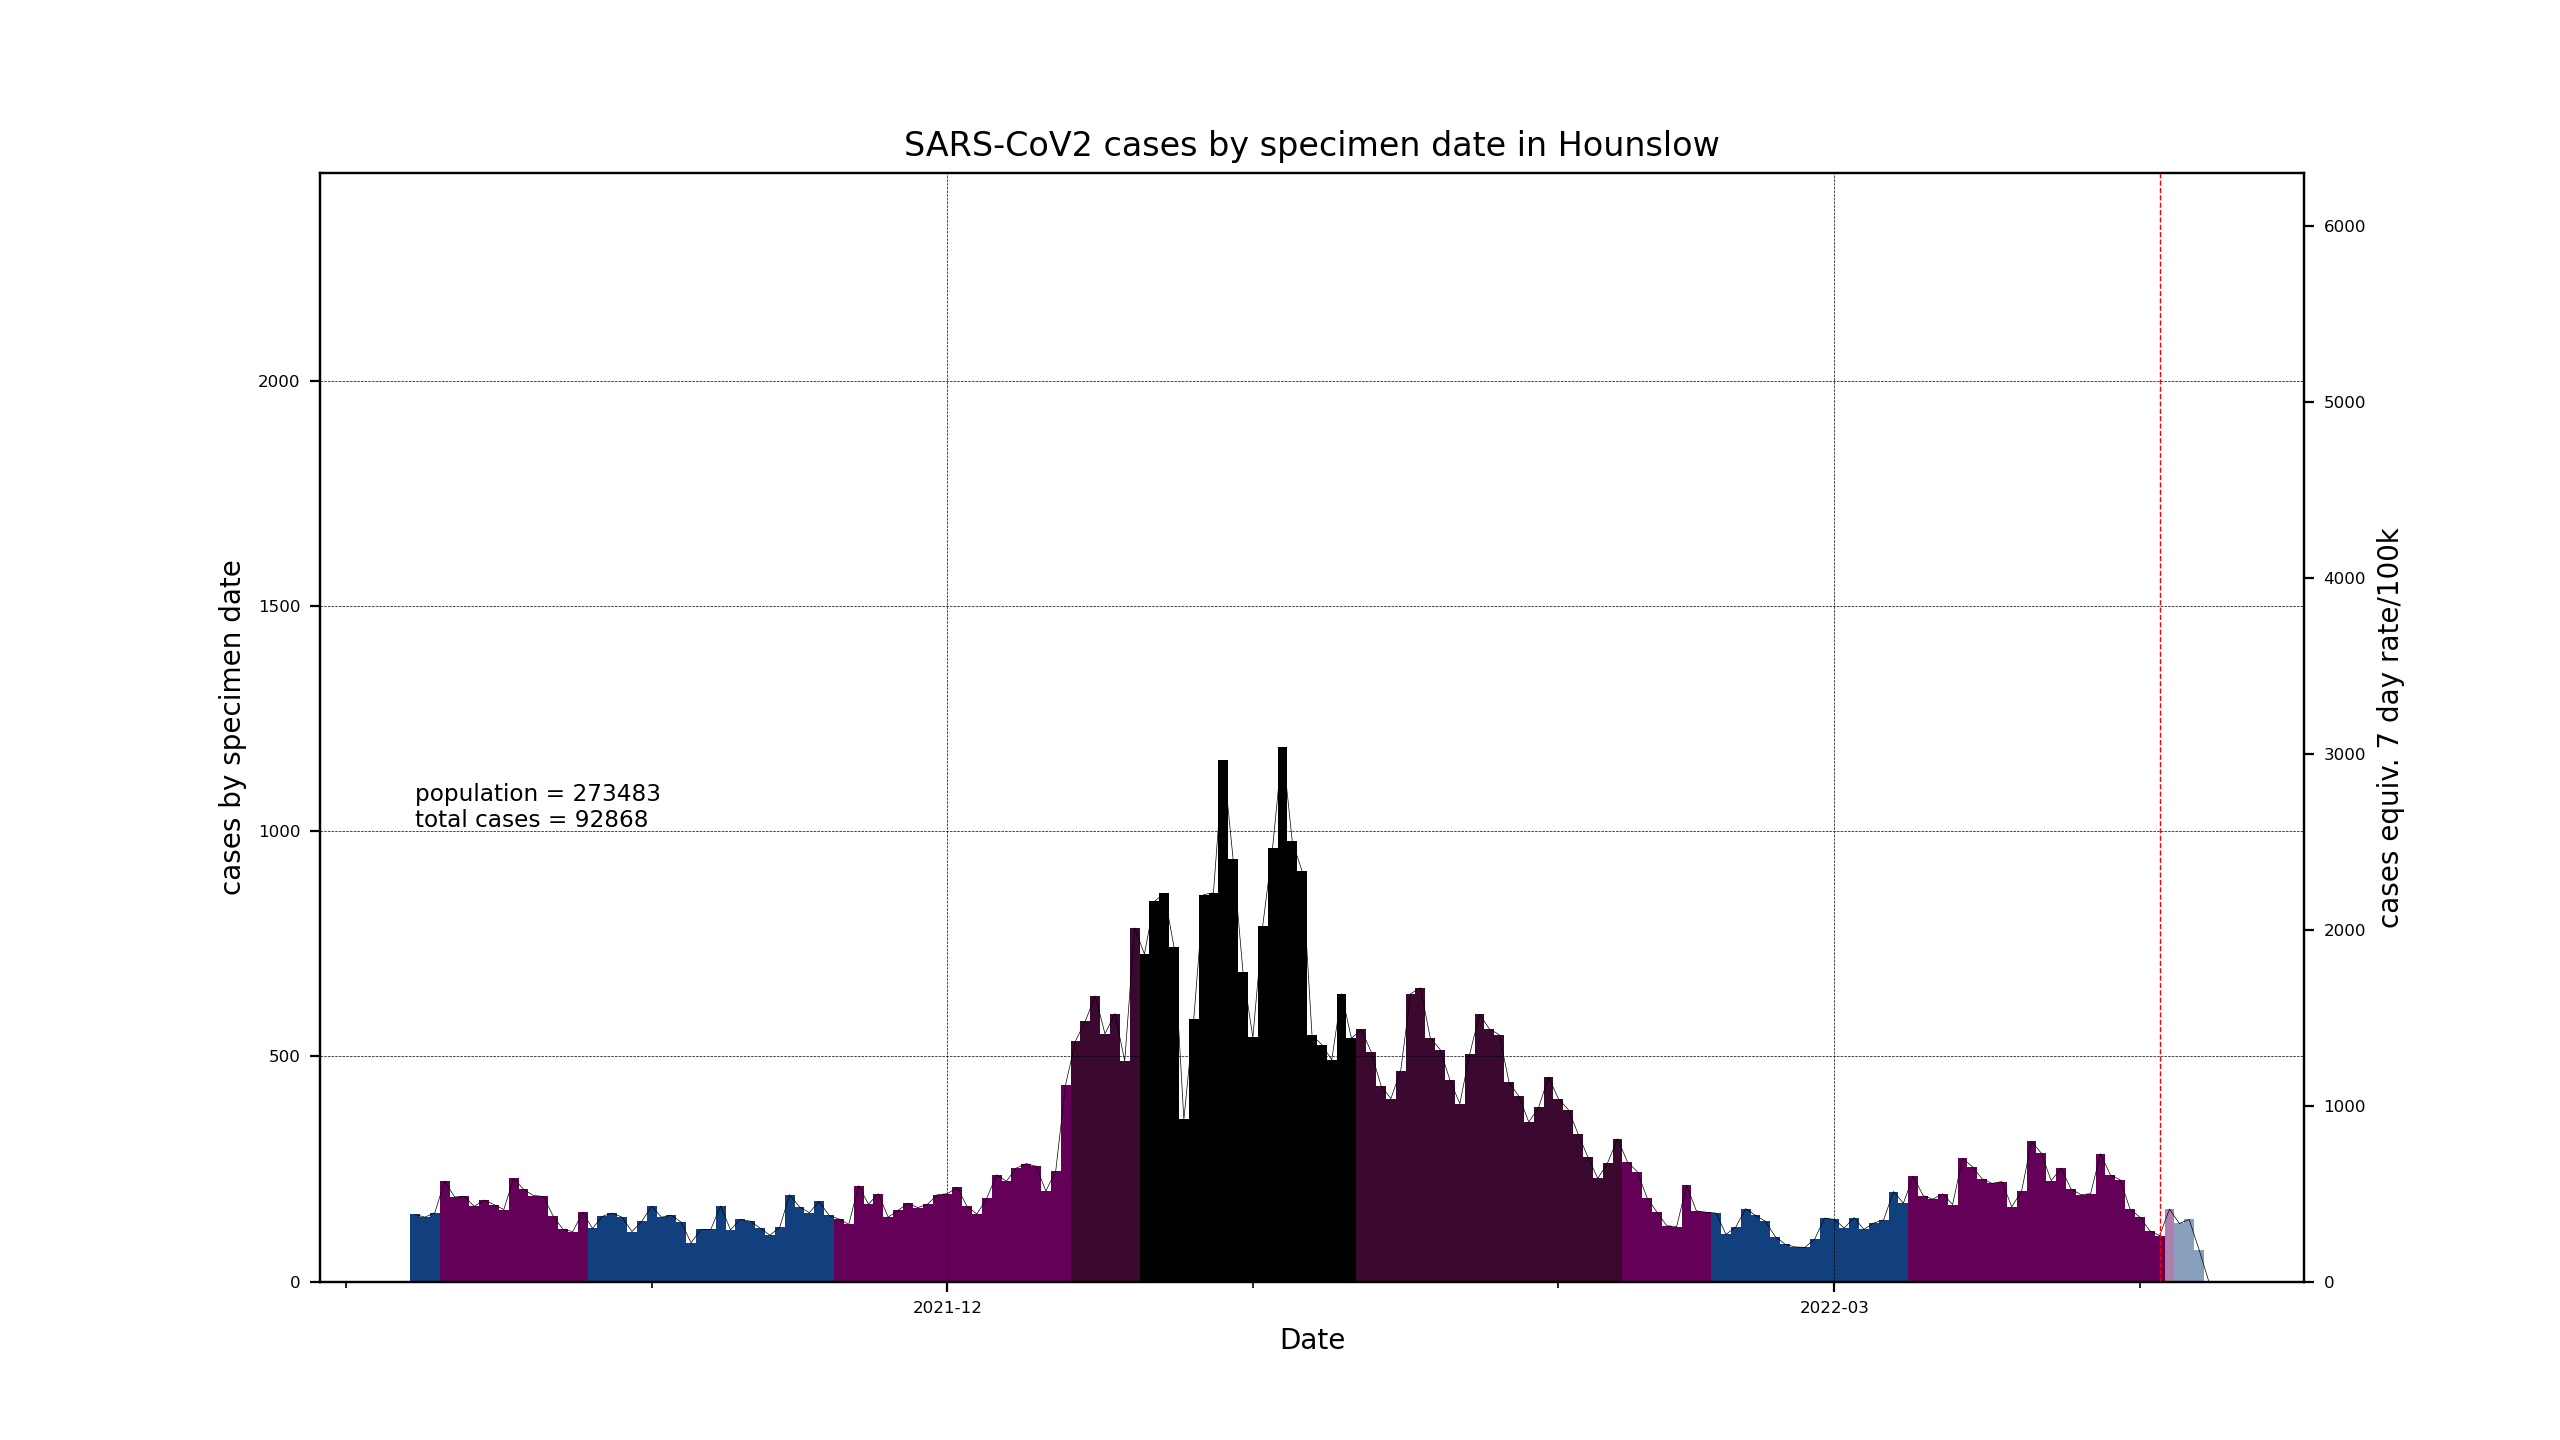 SARS-CoV2 cases by specimen date in Hounslow
cases by specimen date
2000
1500
1000
500
0
population = 273483
total cases = 92868
6000
5000
4000
3000
2000
1000
0
cases equiv. 7 day rate/100k
2021-12
2022-03
Date